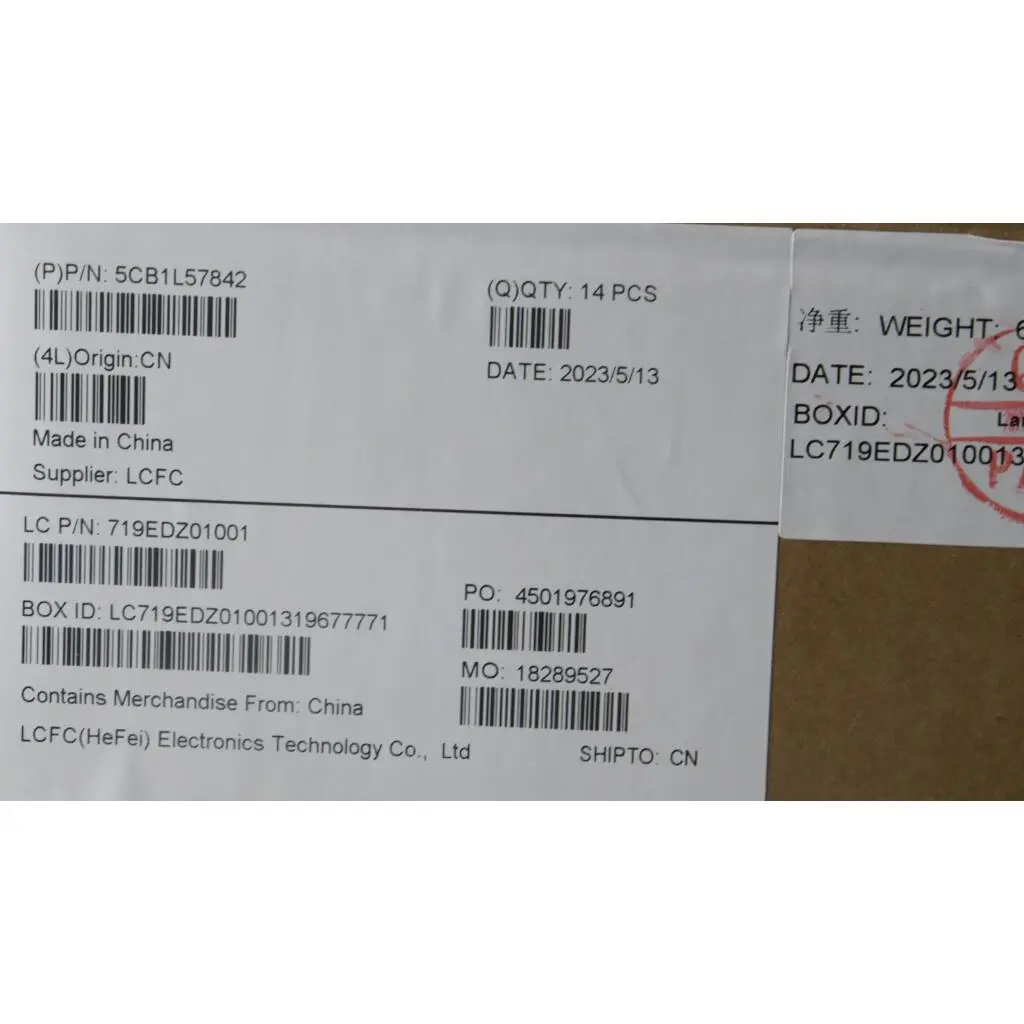 (P)P/N: 5CB1L57842
(Q)QTY: 14 PCS
(4L)Origin:CN
DATE: 2023/5/13
Made in China
Supplier: LCFC
LC P/N: 719EDZ01001
PO: 4501976891
BOX ID: LC719EDZ01001319677771
MO: 18289527
Contains Merchandise From: China
LCFC(HeFei) Electronics Technology Co., Ltd
SHIPTO: CN
净重: WEIGHT: 6
DATE: 2023/5/13
BOXID:
LC719EDZ010013